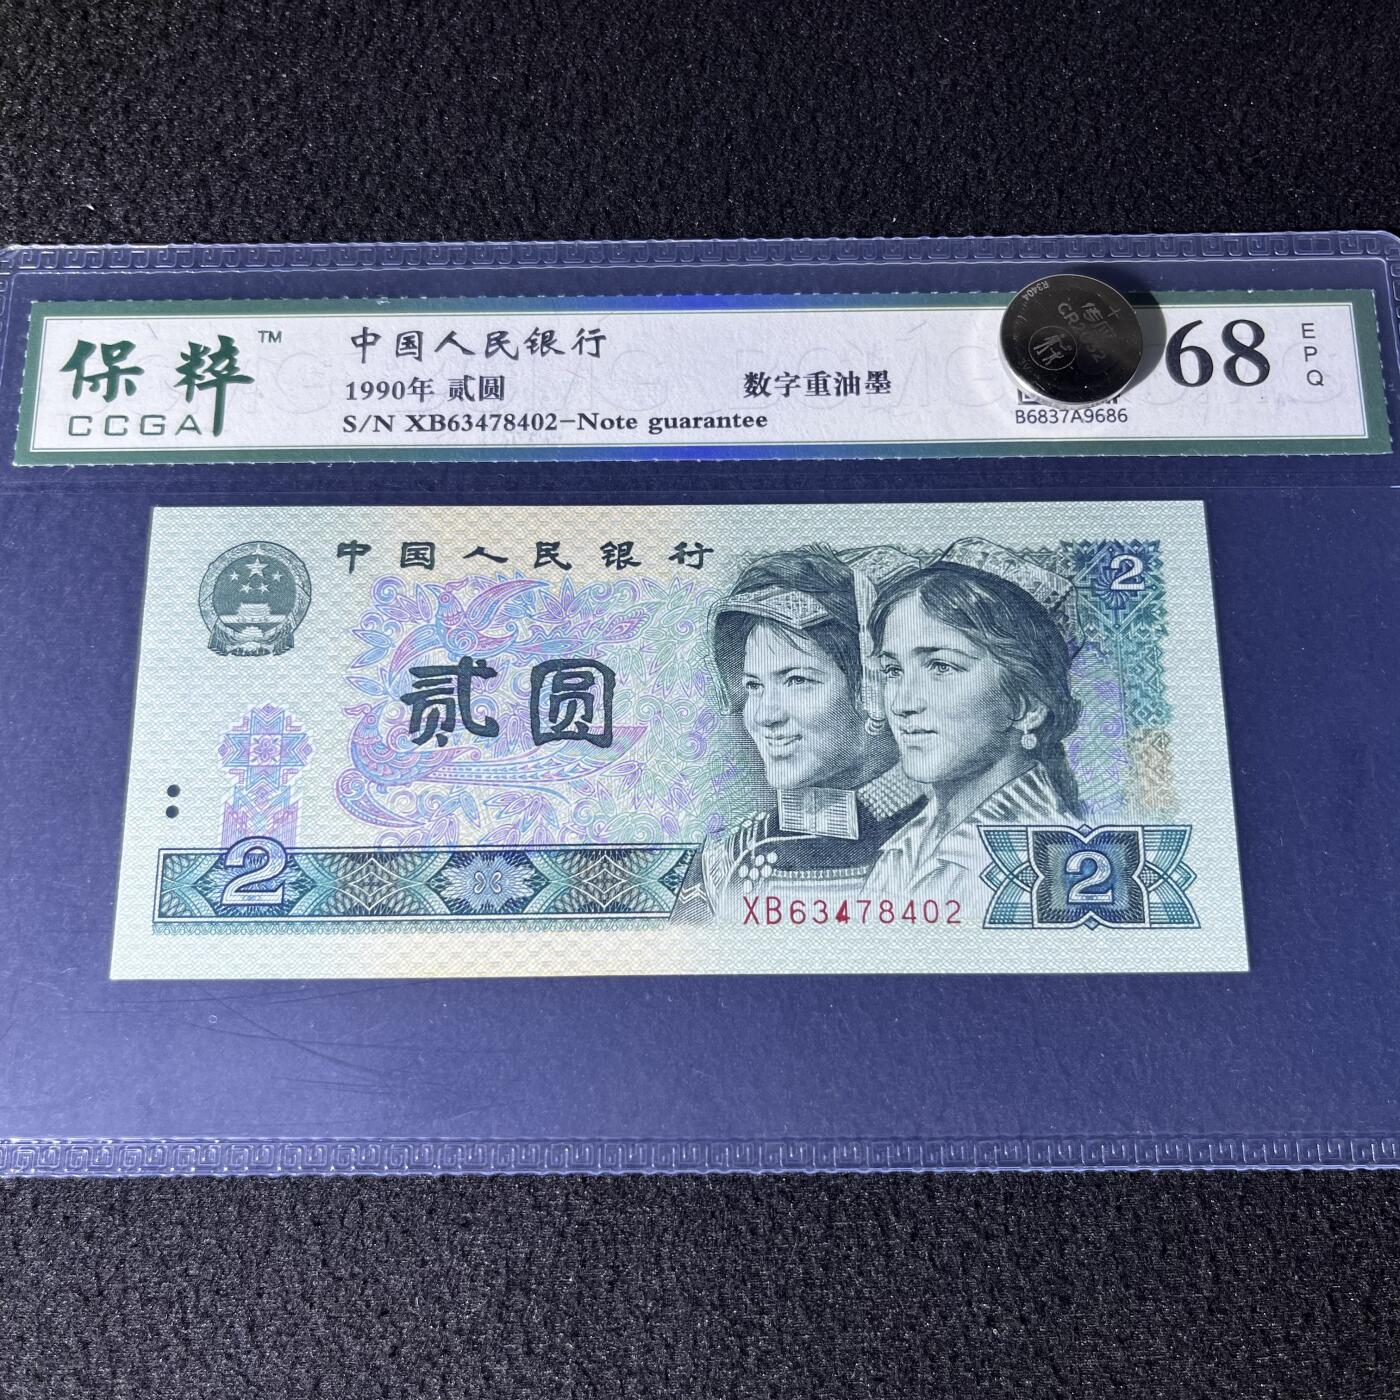 保粹™
CCGA
中国人民银行
1990年 贰圆
数字重油墨
S/N XB63478402-Note guarantee
68
EPQ
B6837A9686
中国人民银行
2
贰圆
2
2
XB63478402